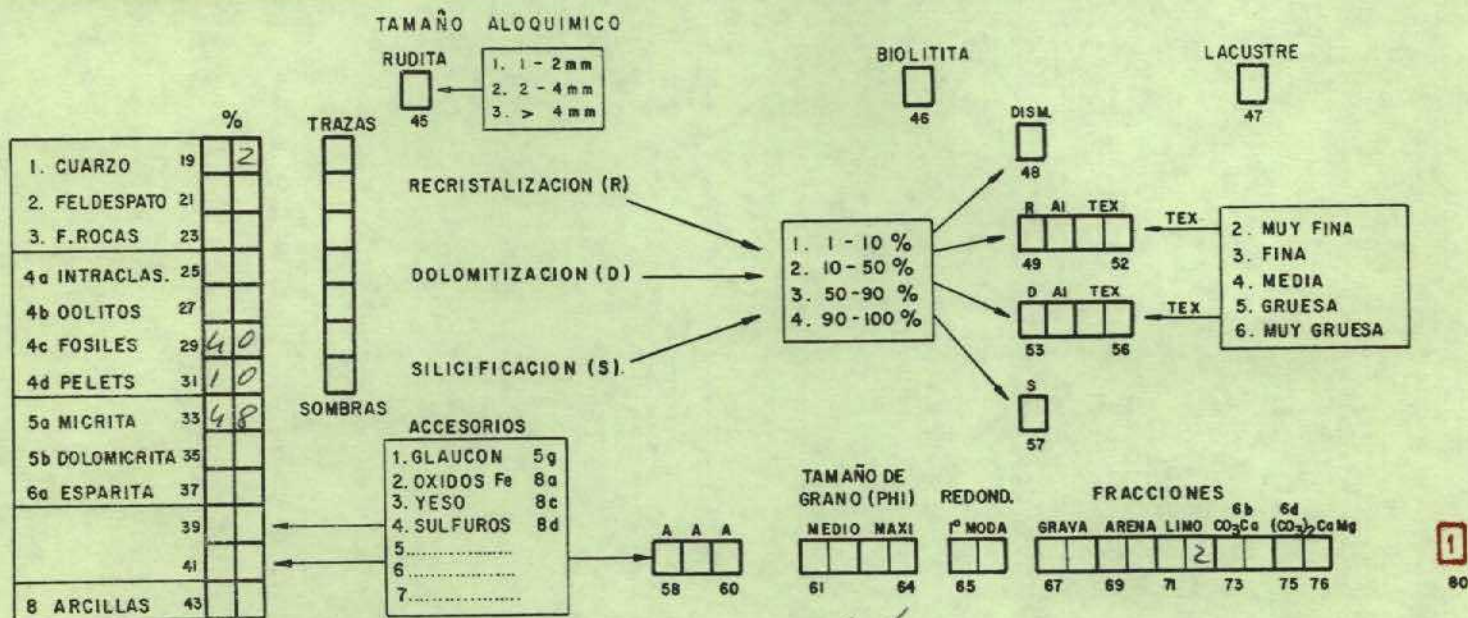 TAMAÑO ALOQUIMICO
RUDITA
1. 1 - 2 mm
2. 2 - 4 mm
3. > 4 mm
45
BIOLITITA
46
LACUSTRE
47
%
1. CUARZO 19 2
2. FELDESPATO 21
3. F. ROCAS 23
4a INTRACLAS. 25
4b OOLITOS 27
4c FOSILES 29 40
4d PELETS 31 10
5a MICRITA 33 48
5b DOLOMICRITA 35
6a ESPARITA 37
39
41
8 ARCILLAS 43
TRAZAS
SOMBRAS
RECRISTALIZACION (R)
DOLOMITIZACION (D)
SILICIFICACION (S).
1. 1 - 10 %
2. 10 - 50 %
3. 50 - 90 %
4. 90 - 100 %
DISM.
48
R AI TEX
49 52
D AI TEX
53 56
S
57
TEX
TEX
2. MUY FINA
3. FINA
4. MEDIA
5. GRUESA
6. MUY GRUESA
ACCESORIOS
1. GLAUCON 5g
2. OXIDOS Fe 8a
3. YESO 8c
4. SULFUROS 8d
5..................
6..................
7..................
A A A
58 60
TAMAÑO DE
GRANO (PHI)
MEDIO MAXI
61 64
REDOND.
1º MODA
65
FRACCIONES
6b 6d
GRAVA ARENA LIMO CO3Ca (CO3)2CaMg
2
67 69 71 73 75 76
1
80